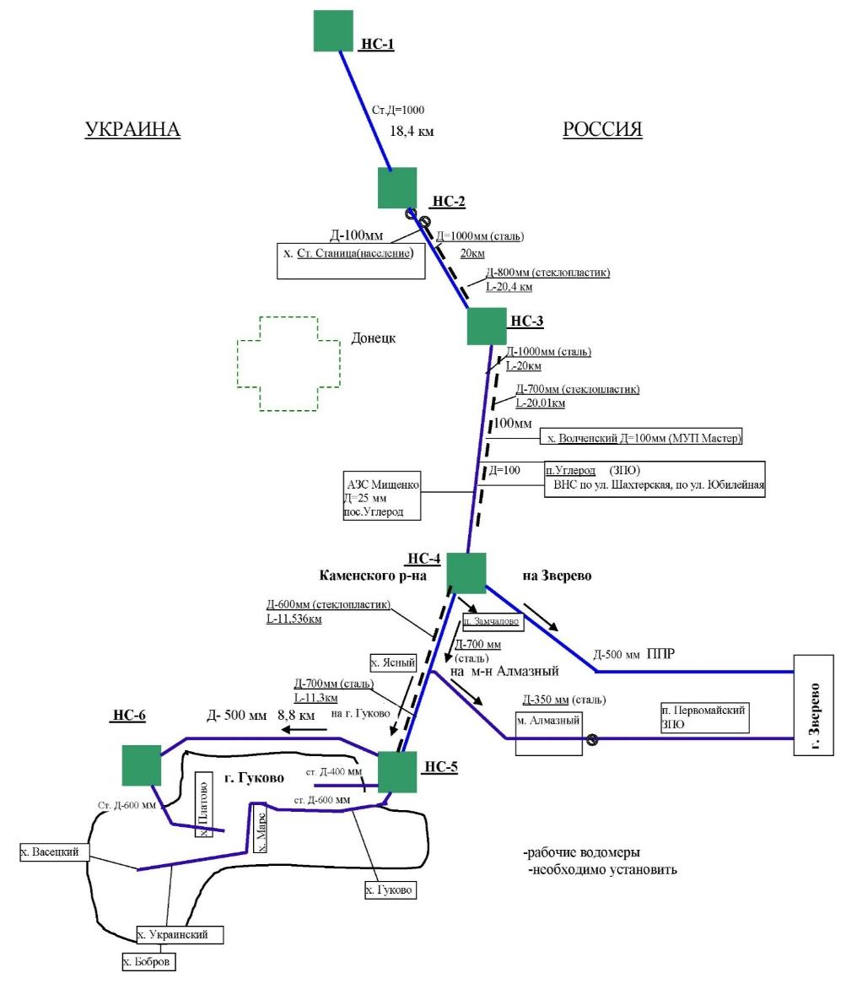 НС-1
Ст.Д=1000
УКРАИНА
РОССИЯ
18,4 км
НС-2
Д-100мм
Д=1000мм (сталь)
20км
х. Ст. Станица(население)
Д-800мм (стеклопластик)
L-20,4 км
НС-3
Донецк
Д-1000мм (сталь)
L-20км
Д-700мм (стеклопластик)
L-20,01км
100мм
х. Волченский Д=100мм (МУП Мастер)
Д=100
п.Углерод (ЗПО)
ВНС по ул. Шахтерская, по ул. Юбилейная
АЗС Мищенко
Д=25 мм
пос.Углерод
НС-4
Каменского р-на
на Зверево
Д-600мм (стеклопластик)
L-11,536км
п. Замчалово
Д-700 мм
(сталь)
Д-500 мм ППР
х. Ясный
на м-н Алмазный
Д-700мм (сталь)
L-11,3км
на г. Гуково
Д-350 мм (сталь)
п. Первомайский
ЗПО
м. Алмазный
г. Зверево
НС-6
Д- 500 мм 8,8 км
НС-5
г. Гуково
ст. Д-400 мм
ст. Д-600 мм
Ст. Д-600 мм
х. Платово
х. Марс
х. Васецкий
-рабочие водомеры
-необходимо установить
х. Гуково
х. Украинский
х. Бобров